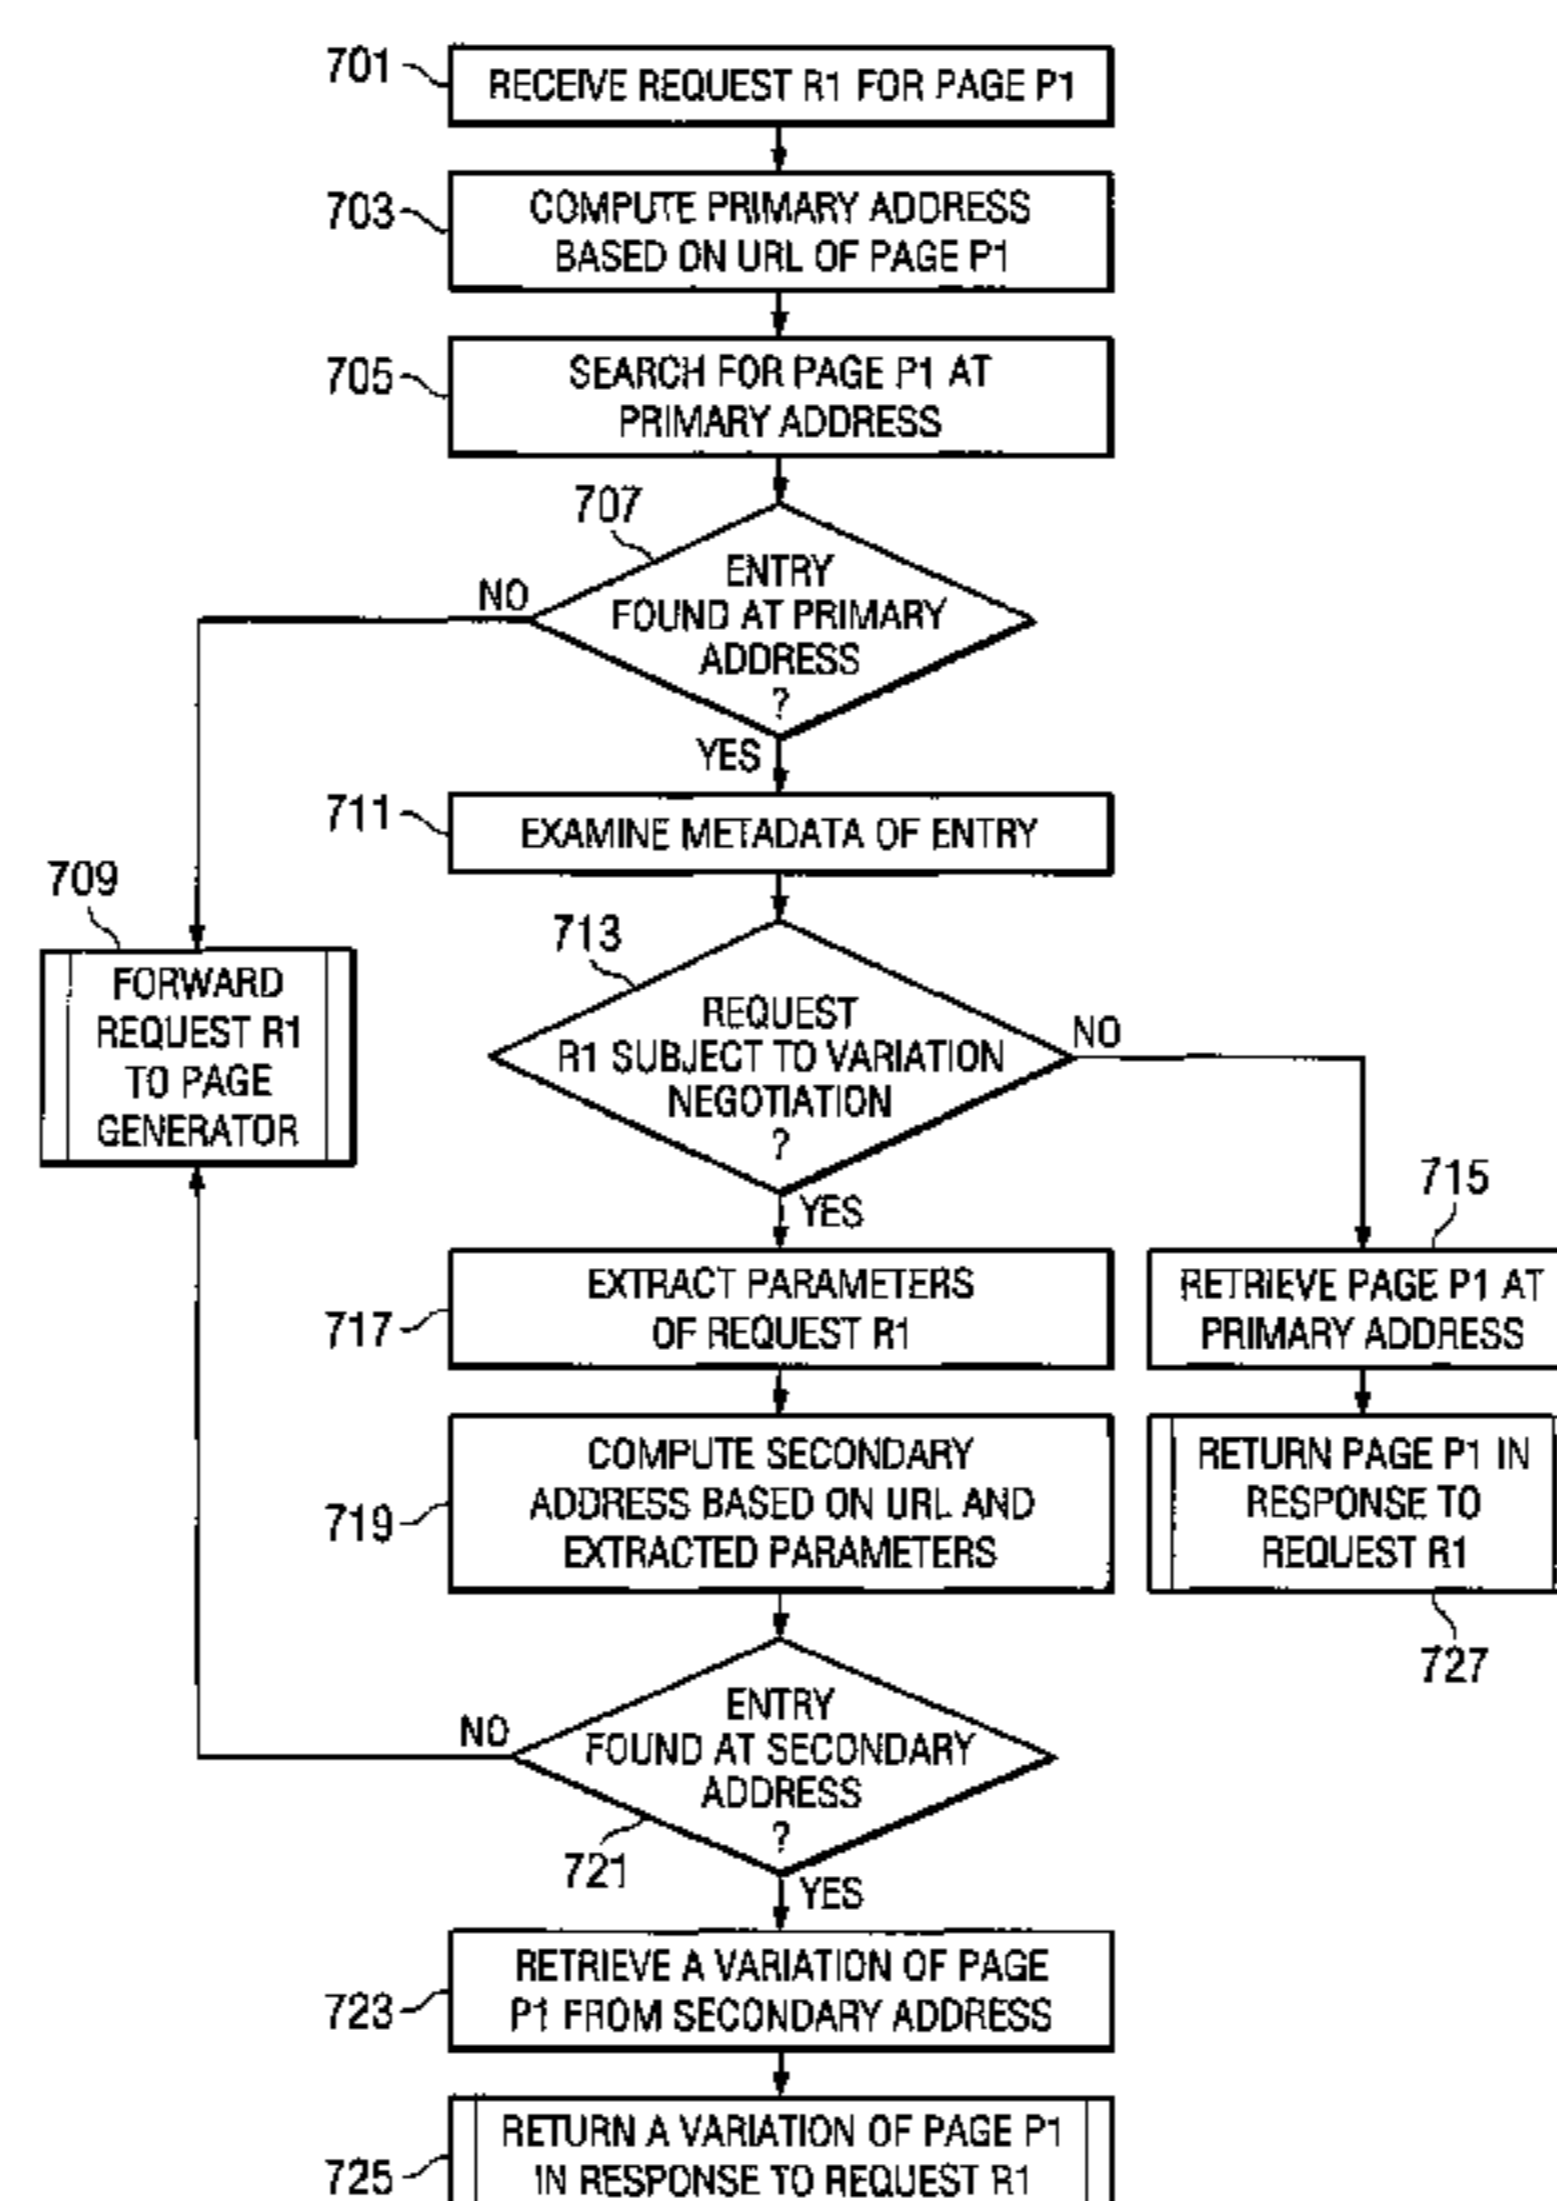 701
RECEIVE REQUEST R1 FOR PAGE P1
703
COMPUTE PRIMARY ADDRESS
BASED ON URL OF PAGE P1
705
SEARCH FOR PAGE P1 AT
PRIMARY ADDRESS
707
NO
ENTRY
FOUND AT PRIMARY
ADDRESS
?
YES
711
EXAMINE METADATA OF ENTRY
709
FORWARD
REQUEST R1
TO PAGE
GENERATOR
713
REQUEST
R1 SUBJECT TO VARIATION
NEGOTIATION
?
NO
YES
715
RETRIEVE PAGE P1 AT
PRIMARY ADDRESS
717
EXTRACT PARAMETERS
OF REQUEST R1
719
COMPUTE SECONDARY
ADDRESS BASED ON URL AND
EXTRACTED PARAMETERS
RETURN PAGE P1 IN
RESPONSE TO
REQUEST R1
727
NO
ENTRY
FOUND AT SECONDARY
ADDRESS
?
721
YES
723
RETRIEVE A VARIATION OF PAGE
P1 FROM SECONDARY ADDRESS
725
RETURN A VARIATION OF PAGE P1
IN RESPONSE TO REQUEST R1